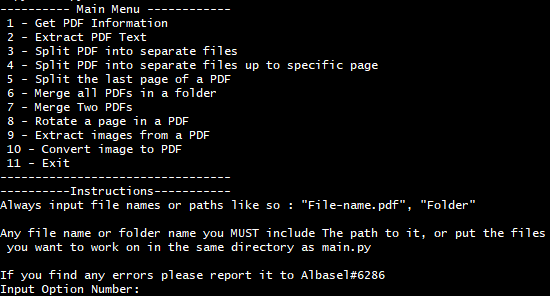 ---------- Main Menu ------------
1 - Get PDF Information
2 - Extract PDF Text
3 - Split PDF into separate files
4 - Split PDF into separate files up to specific page
5 - Split the last page of a PDF
6 - Merge all PDFs in a folder
7 - Merge Two PDFs
8 - Rotate a page in a PDF
9 - Extract images from a PDF
10 - Convert image to PDF
11 - Exit
---------------------------------
----------Instructions-----------
Always input file names or paths like so : "File-name.pdf", "Folder"
Any file name or folder name you MUST include The path to it, or put the files
you want to work on in the same directory as main.py
If you find any errors please report it to Albasel#6286
Input Option Number: